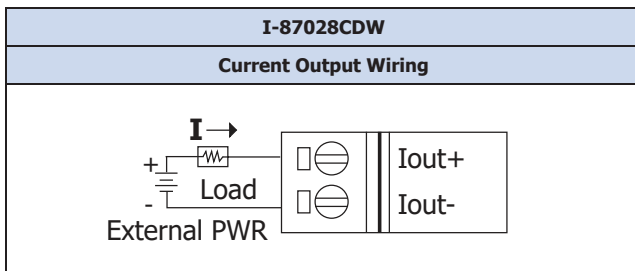 I-87028CDW
Current Output Wiring
I
+
Load
-
External PWR
Iout+
Iout-